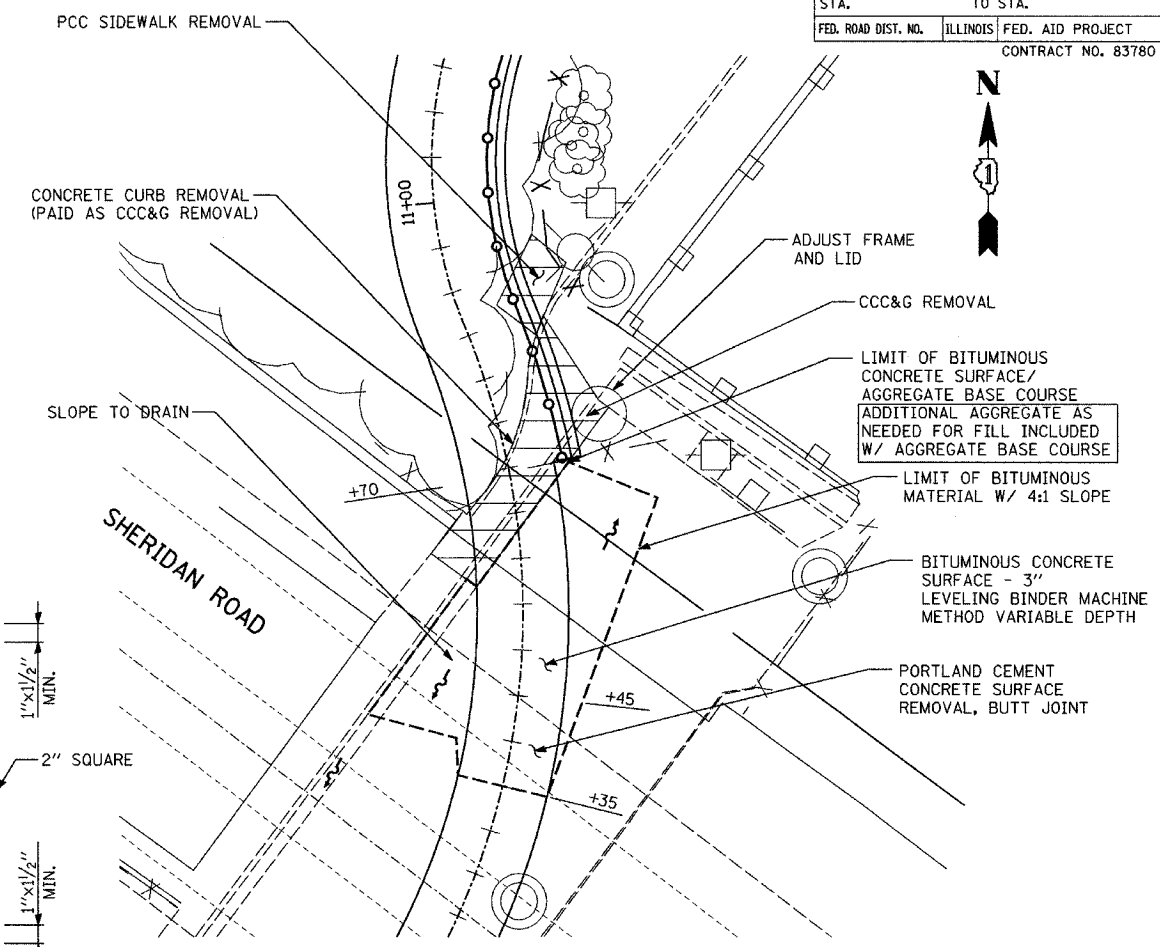 STA. TO STA.
FED. ROAD DIST. NO. ILLINOIS FED. AID PROJECT
CONTRACT NO. 83780
PCC SIDEWALK REMOVAL
N
1
CONCRETE CURB REMOVAL
(PAID AS CCC&G REMOVAL)
11+00
ADJUST FRAME
AND LID
CCC&G REMOVAL
LIMIT OF BITUMINOUS
CONCRETE SURFACE/
AGGREGATE BASE COURSE
ADDITIONAL AGGREGATE AS
NEEDED FOR FILL INCLUDED
W/ AGGREGATE BASE COURSE
SLOPE TO DRAIN
+70
LIMIT OF BITUMINOUS
MATERIAL W/ 4:1 SLOPE
SHERIDAN ROAD
BITUMINOUS CONCRETE
SURFACE - 3"
LEVELING BINDER MACHINE
METHOD VARIABLE DEPTH
1"x1/2"
MIN.
PORTLAND CEMENT
CONCRETE SURFACE
REMOVAL, BUTT JOINT
+45
2" SQUARE
+35
1"x1/2"
MIN.